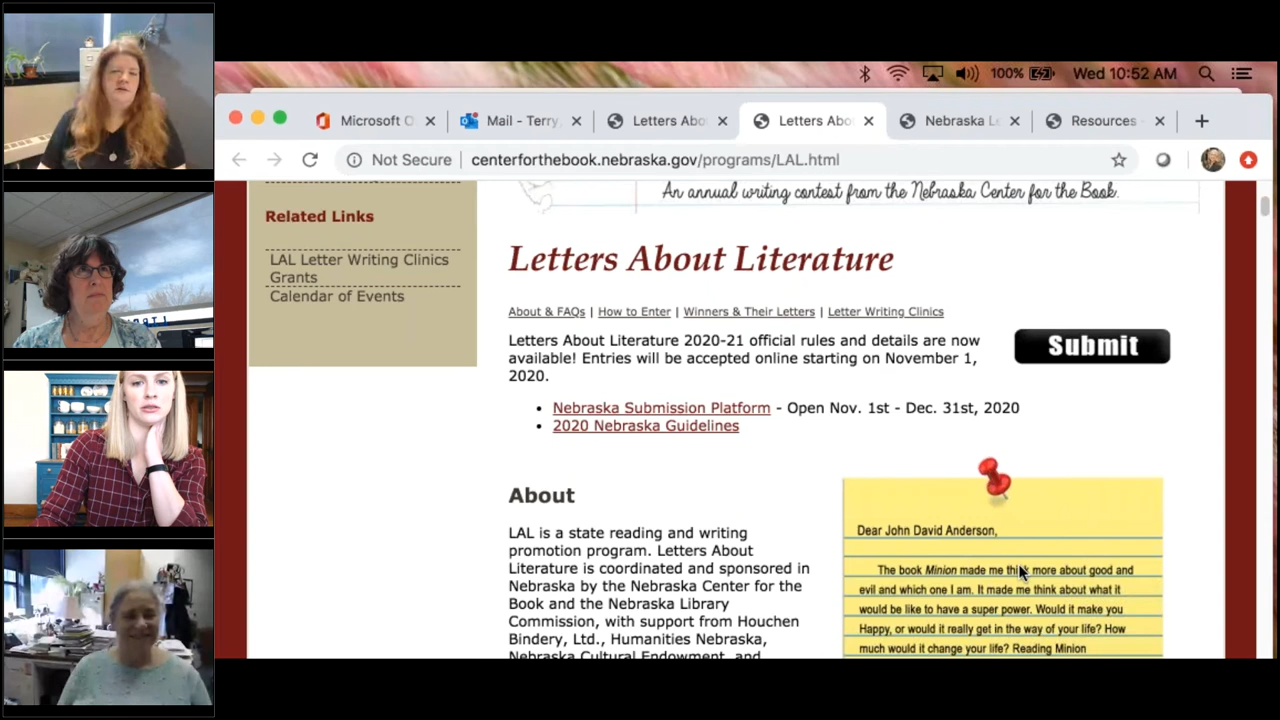 100%
Wed 10:52 AM
Microsoft O
Mail - Terry,
Letters Abo
Letters Abo
Nebraska Le
Resources -
Not Secure
centerforthebook.nebraska.gov/programs/LAL.html
An annual writing contest from the Nebraska Center for the Book.
Related Links
LAL Letter Writing Clinics
Grants
Calendar of Events
Letters About Literature
About & FAQs | How to Enter | Winners & Their Letters | Letter Writing Clinics
Letters About Literature 2020-21 official rules and details are now
available! Entries will be accepted online starting on November 1,
2020.
Submit
• Nebraska Submission Platform - Open Nov. 1st - Dec. 31st, 2020
• 2020 Nebraska Guidelines
About
LAL is a state reading and writing
promotion program. Letters About
Literature is coordinated and sponsored in
Nebraska by the Nebraska Center for the
Book and the Nebraska Library
Commission, with support from Houchen
Bindery, Ltd., Humanities Nebraska,
Nebraska Cultural Endowment, and
Dear John David Anderson,
The book Minion made me think more about good and
evil and which one I am. It made me think about what it
would be like to have a super power. Would it make you
Happy, or would it really get in the way of your life? How
much would it change your life? Reading Minion